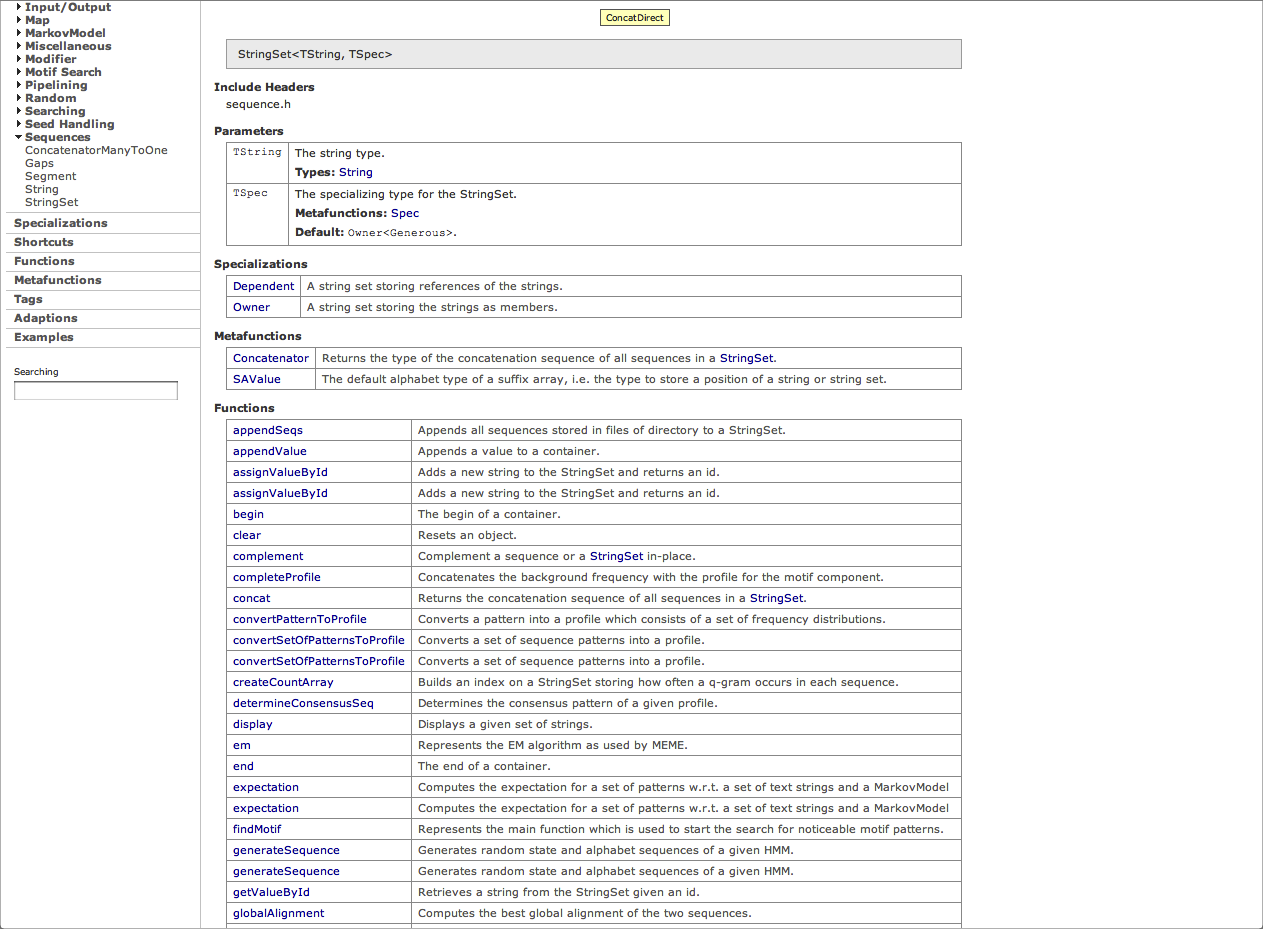 Input/Output
Map
MarkovModel
Miscellaneous
Modifier
Motif Search
Pipelining
Random
Searching
Seed Handling
Sequences
ConcatenatorManyToOne
Gaps
Segment
String
StringSet
Specializations
Shortcuts
Functions
Metafunctions
Tags
Adaptions
Examples
Searching
ConcatDirect
StringSet<TString, TSpec>
Include Headers
sequence.h
Parameters
TString The string type.
Types: String
TSpec The specializing type for the StringSet.
Metafunctions: Spec
Default: Owner<Generous>.
Specializations
Dependent A string set storing references of the strings.
Owner A string set storing the strings as members.
Metafunctions
Concatenator Returns the type of the concatenation sequence of all sequences in a StringSet.
SAValue The default alphabet type of a suffix array, i.e. the type to store a position of a string or string set.
Functions
appendSeqs Appends all sequences stored in files of directory to a StringSet.
appendValue Appends a value to a container.
assignValueById Adds a new string to the StringSet and returns an id.
assignValueById Adds a new string to the StringSet and returns an id.
begin The begin of a container.
clear Resets an object.
complement Complement a sequence or a StringSet in-place.
completeProfile Concatenates the background frequency with the profile for the motif component.
concat Returns the concatenation sequence of all sequences in a StringSet.
convertPatternToProfile Converts a pattern into a profile which consists of a set of frequency distributions.
convertSetOfPatternsToProfile Converts a set of sequence patterns into a profile.
convertSetOfPatternsToProfile Converts a set of sequence patterns into a profile.
createCountArray Builds an index on a StringSet storing how often a q-gram occurs in each sequence.
determineConsensusSeq Determines the consensus pattern of a given profile.
display Displays a given set of strings.
em Represents the EM algorithm as used by MEME.
end The end of a container.
expectation Computes the expectation for a set of patterns w.r.t. a set of text strings and a MarkovModel
expectation Computes the expectation for a set of patterns w.r.t. a set of text strings and a MarkovModel
findMotif Represents the main function which is used to start the search for noticeable motif patterns.
generateSequence Generates random state and alphabet sequences of a given HMM.
generateSequence Generates random state and alphabet sequences of a given HMM.
getValueById Retrieves a string from the StringSet given an id.
globalAlignment Computes the best global alignment of the two sequences.